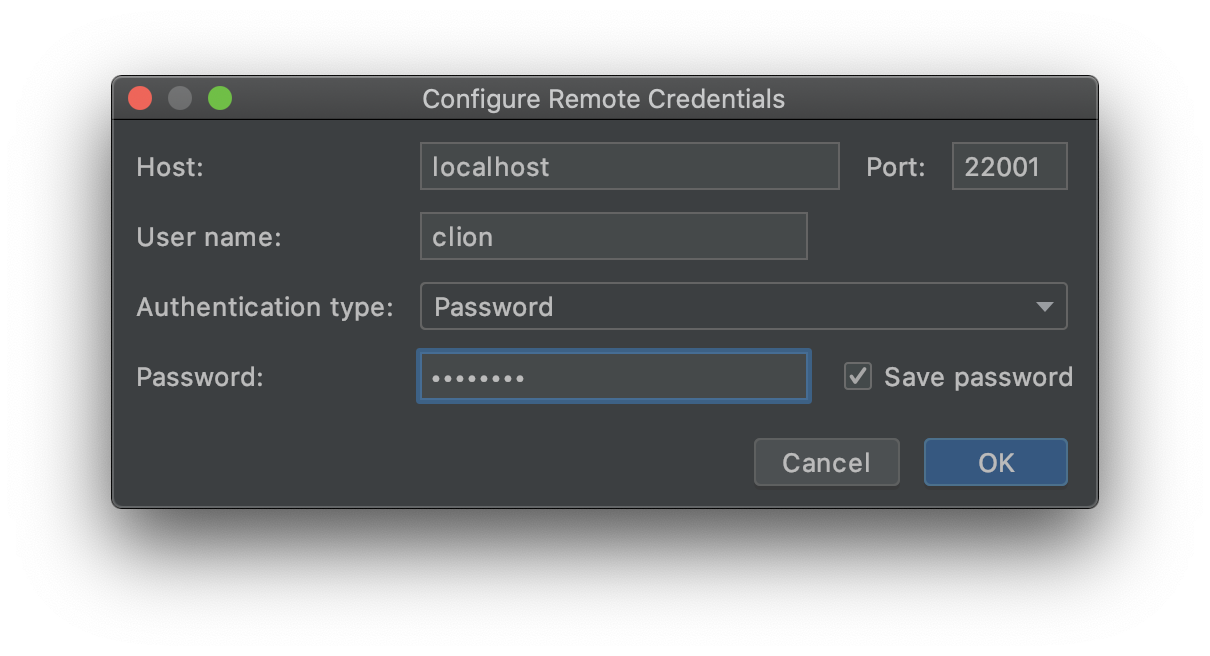 Configure Remote Credentials
Host: localhost Port: 22001
User name: clion
Authentication type: Password
Password: •••••••• Save password
Cancel OK